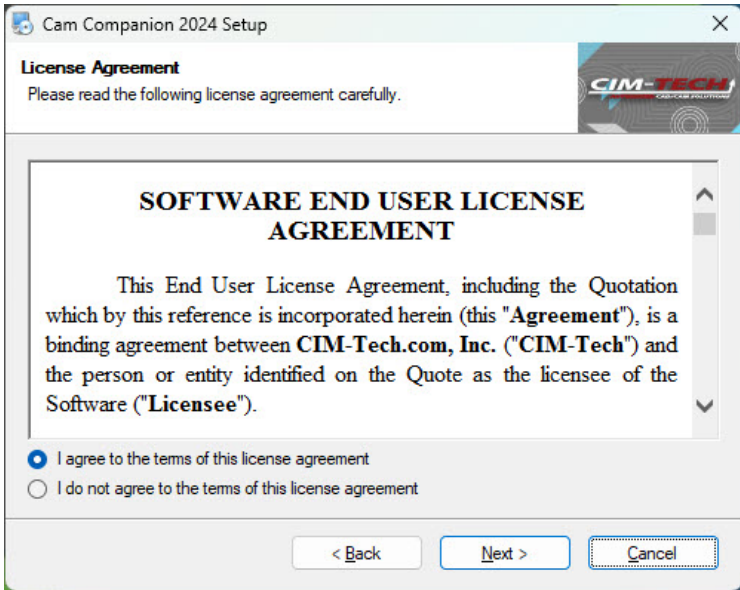 Cam Companion 2024 Setup
License Agreement
Please read the following license agreement carefully.
CIM-TECH
CAD/CAM SOLUTIONS
SOFTWARE END USER LICENSE
AGREEMENT
This End User License Agreement, including the Quotation
which by this reference is incorporated herein (this "Agreement"), is a
binding agreement between CIM-Tech.com, Inc. ("CIM-Tech") and
the person or entity identified on the Quote as the licensee of the
Software ("Licensee").
I agree to the terms of this license agreement
I do not agree to the terms of this license agreement
< Back
Next >
Cancel